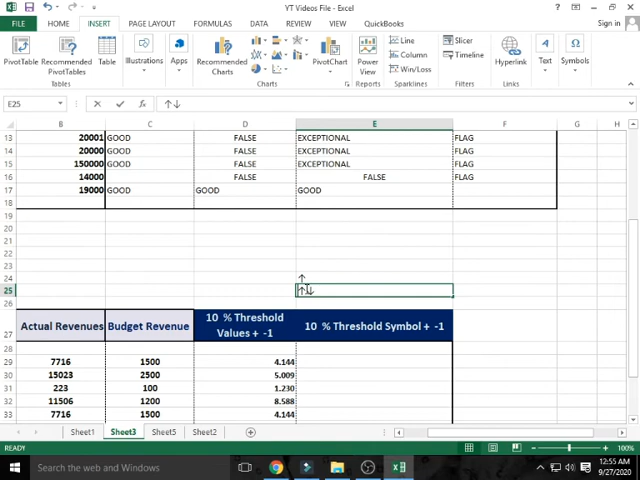 YT Videos File - Excel
Sign in
FILE HOME INSERT PAGE LAYOUT FORMULAS DATA REVIEW VIEW QuickBooks
PivotTable Recommended PivotTables Table Illustrations Apps Recommended Charts PivotChart Power View Line Column Win/Loss Slicer Timeline Hyperlink Text Symbols
Tables Charts Reports Sparklines Filters Links
E25 ↑↓
B C D E F G H
13 20001 GOOD FALSE EXCEPTIONAL FLAG
14 20000 GOOD FALSE EXCEPTIONAL FLAG
15 150000 GOOD FALSE EXCEPTIONAL FLAG
16 14000 FALSE FALSE FLAG
17 19000 GOOD GOOD GOOD
18
19
20
21
22
23
24 ↑
25 ↑↓
26
27 Actual Revenues Budget Revenue 10 % Threshold Values + -1 10 % Threshold Symbol + -1
28
29 7716 1500 4.144
30 15023 2500 5.009
31 223 100 1.230
32 11506 1200 8.588
33 7716 1500 4.144
Sheet1 Sheet3 Sheet5 Sheet2
READY 100%
Search the web and Windows
12:55 AM
9/27/2020